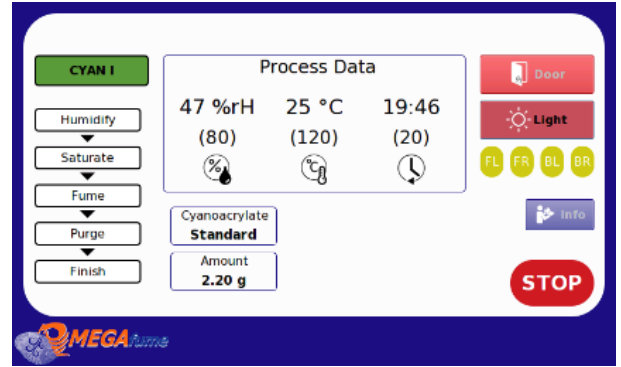 CYAN I
Humidify
Saturate
Fume
Purge
Finish
Process Data
47 %rH 25 °C 19:46
(80) (120) (20)
% °C
Cyanoacrylate
Standard
Amount
2.20 g
Door
Light
FL FR BL BR
Info
STOP
OMEGAfume